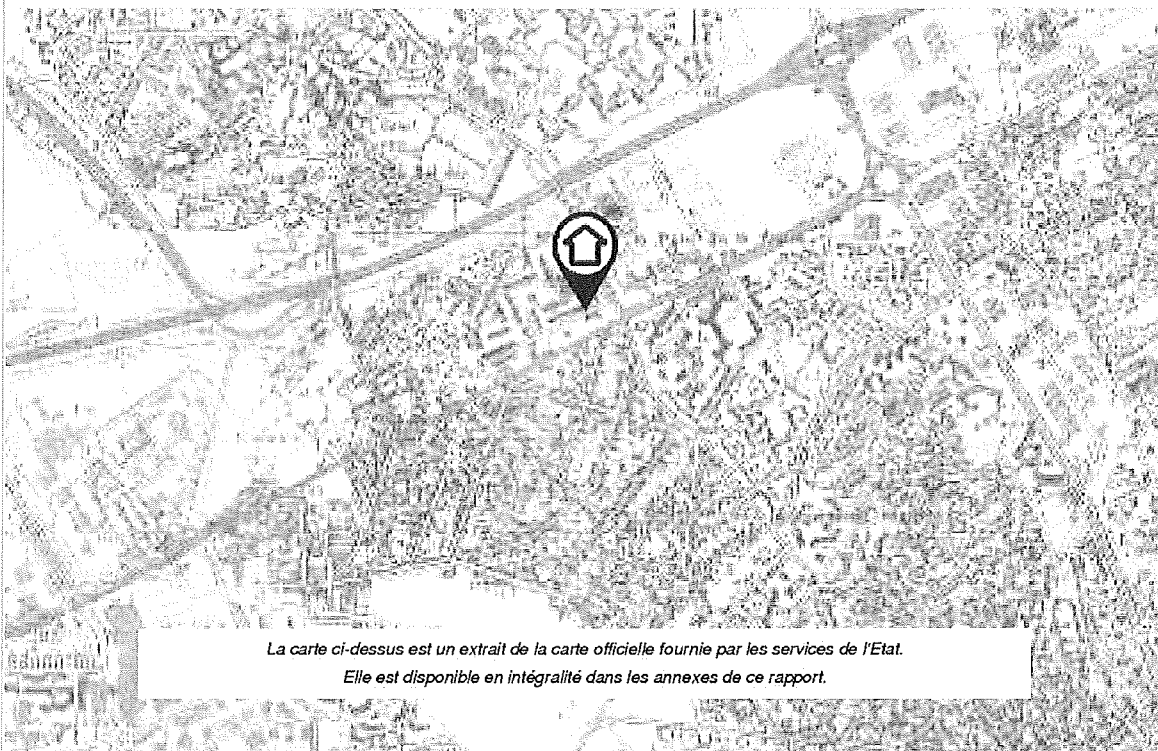 La carte ci-dessus est un extrait de la carte officielle fournie par les services de l'Etat.
Elle est disponible en intégralité dans les annexes de ce rapport.